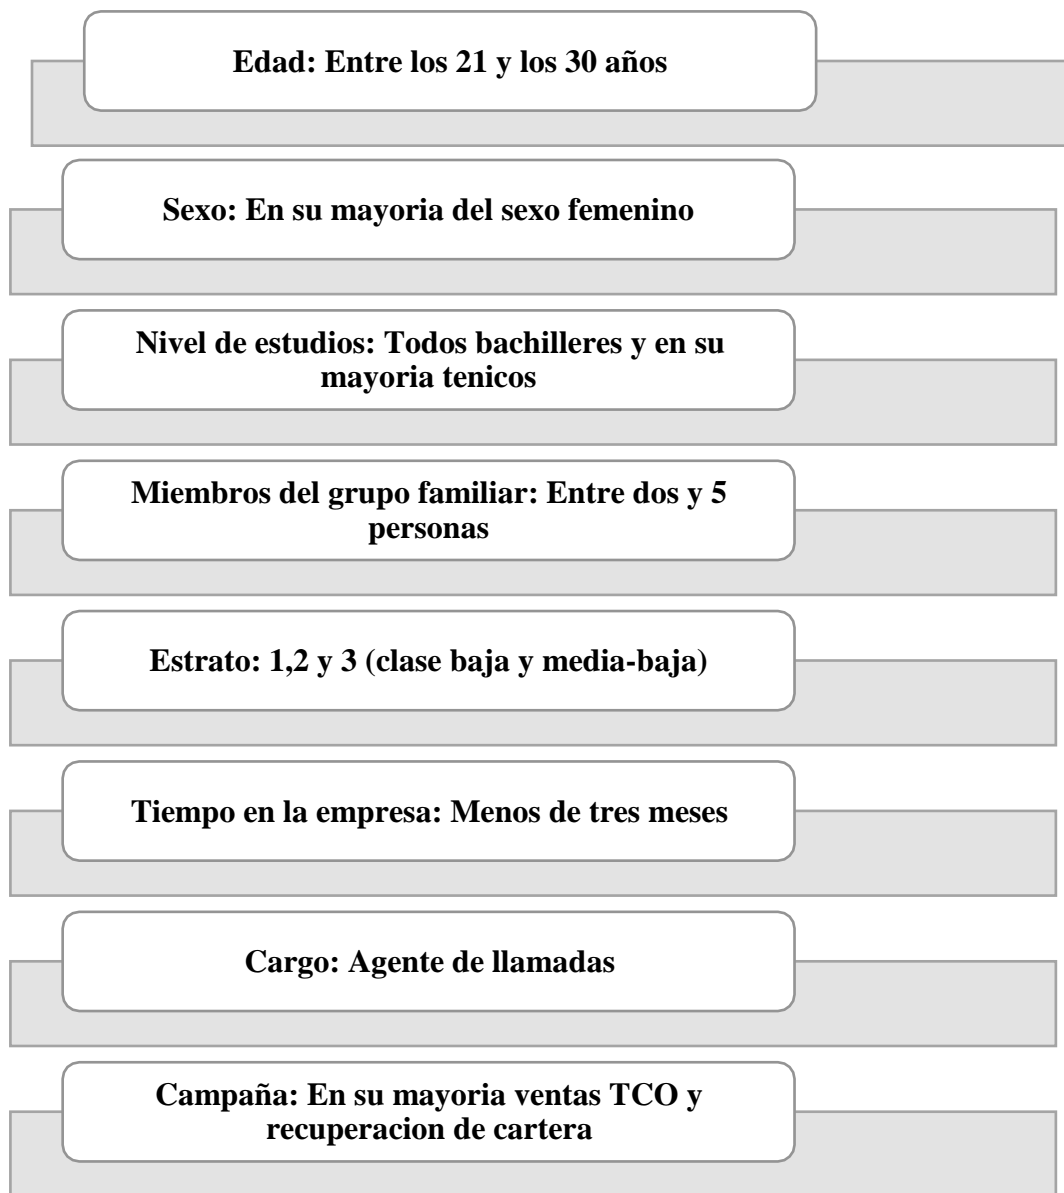 Edad: Entre los 21 y los 30 años
Sexo: En su mayoria del sexo femenino
Nivel de estudios: Todos bachilleres y en su
mayoria tenicos
Miembros del grupo familiar: Entre dos y 5
personas
Estrato: 1,2 y 3 (clase baja y media-baja)
Tiempo en la empresa: Menos de tres meses
Cargo: Agente de llamadas
Campaña: En su mayoria ventas TCO y
recuperacion de cartera